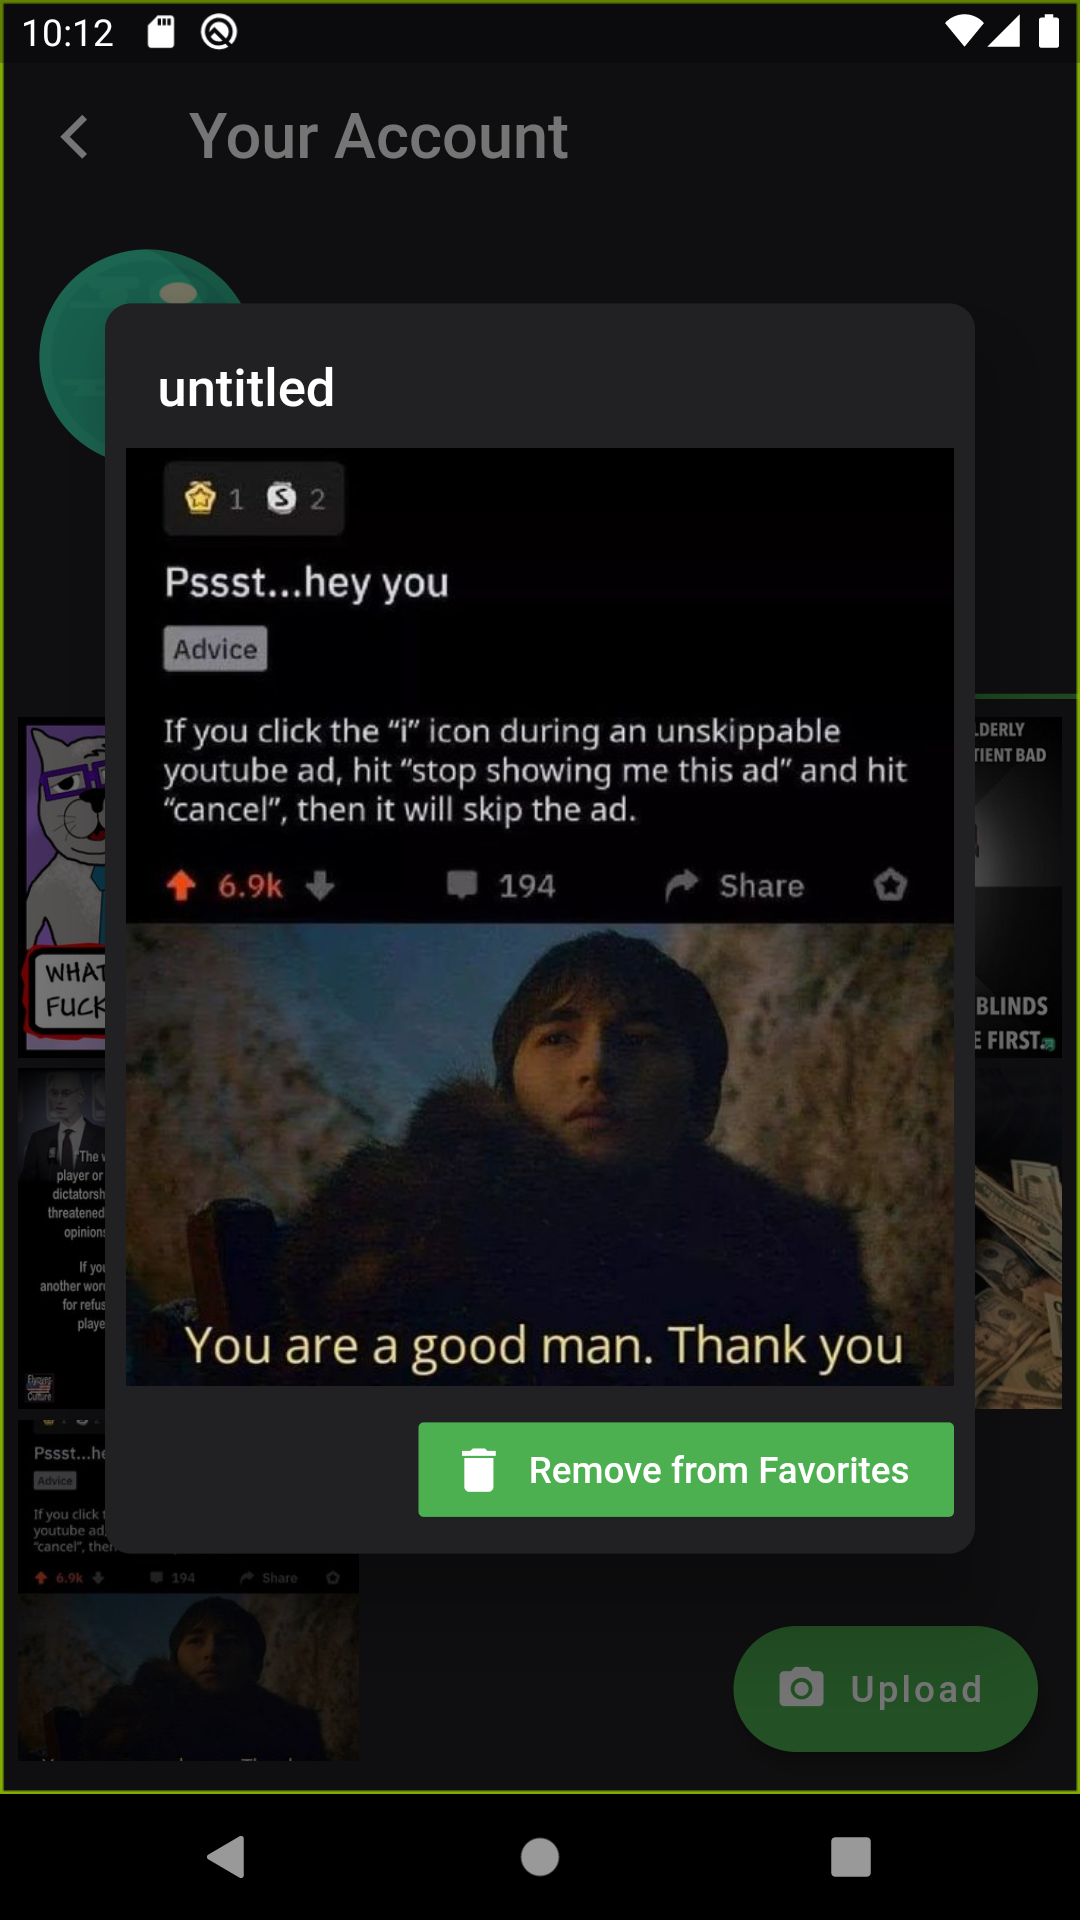 10:12
Your Account
untitled
1 2
Pssst...hey you
Advice
If you click the “i” icon during an unskippable
youtube ad, hit “stop showing me this ad” and hit
“cancel”, then it will skip the ad.
6.9k 194 Share
You are a good man. Thank you
Remove from Favorites
WHAT
FUCK
TIENT BAD
BLINDS
FIRST.
"The
player or
dictatorsh
threatened
opinions
If you
another wor
for refus
playe
Culture
Pssst...he
Advice
If you click t
youtube ad,
“cancel”, then
6.9k 194 Share
Upload